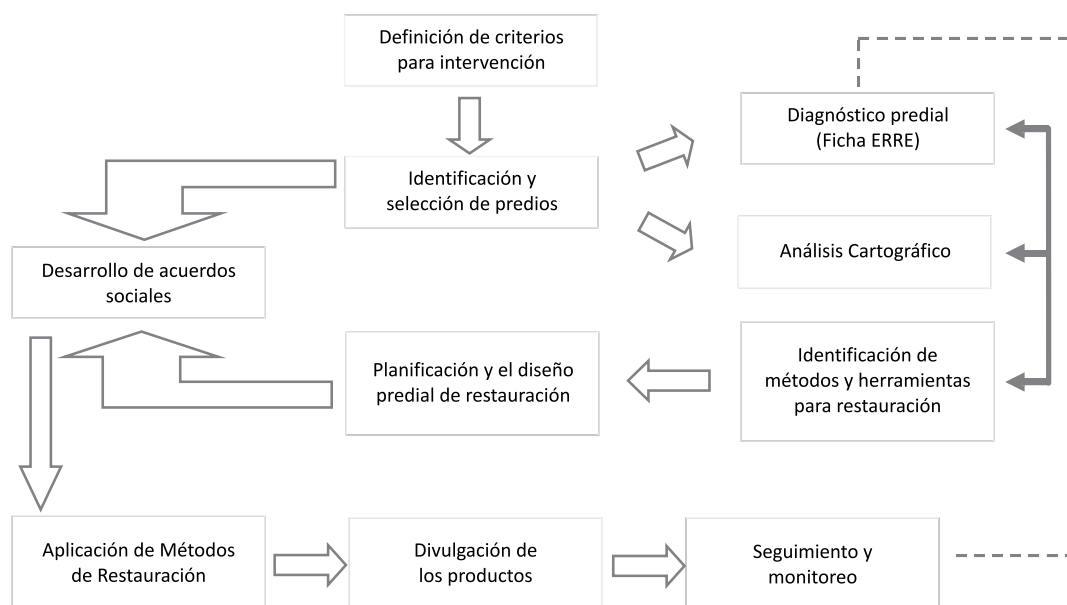 Definición de criterios
para intervención
Identificación y
selección de predios
Diagnóstico predial
(Ficha ERRE)
Análisis Cartográfico
Desarrollo de acuerdos
sociales
Identificación de
métodos y herramientas
para restauración
Planificación y el diseño
predial de restauración
Aplicación de Métodos
de Restauración
Divulgación de
los productos
Seguimiento y
monitoreo